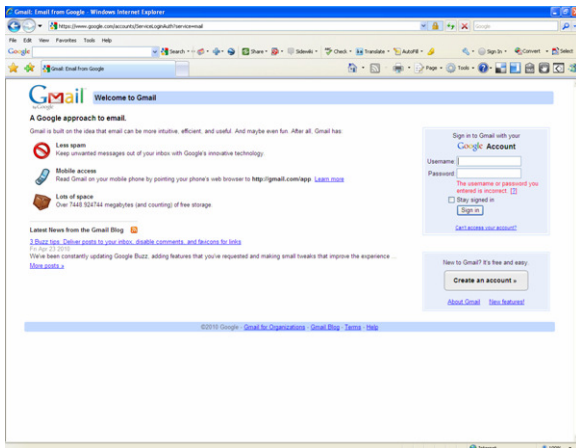 Gmail: Email from Google - Windows Internet Explorer
https://www.google.com/accounts/ServiceLoginAuth?service=mail
Google
File Edit View Favorites Tools Help
Google Search Share Sidewiki Check Translate AutoFill Sign In Convert Select
Gmail: Email from Google
Page Tools
Gmail
by Google
Welcome to Gmail
A Google approach to email.
Gmail is built on the idea that email can be more intuitive, efficient, and useful. And maybe even fun. After all, Gmail has:
Less spam
Keep unwanted messages out of your inbox with Google's innovative technology.
Mobile access
Read Gmail on your mobile phone by pointing your phone's web browser to http://gmail.com/app. Learn more
Lots of space
Over 7448.924744 megabytes (and counting) of free storage
Latest News from the Gmail Blog
3 Buzz tips: Deliver posts to your inbox, disable comments, and favicons for links
Fri Apr 23 2010
We've been constantly updating Google Buzz, adding features that you've requested and making small tweaks that improve the experience ...
More posts »
Sign in to Gmail with your
Google Account
Username
Password
The username or password you
entered is incorrect. [?]
Stay signed in
Sign in
Can't access your account?
New to Gmail? It's free and easy.
Create an account »
About Gmail New features!
©2010 Google - Gmail for Organizations - Gmail Blog - Terms - Help
Internet